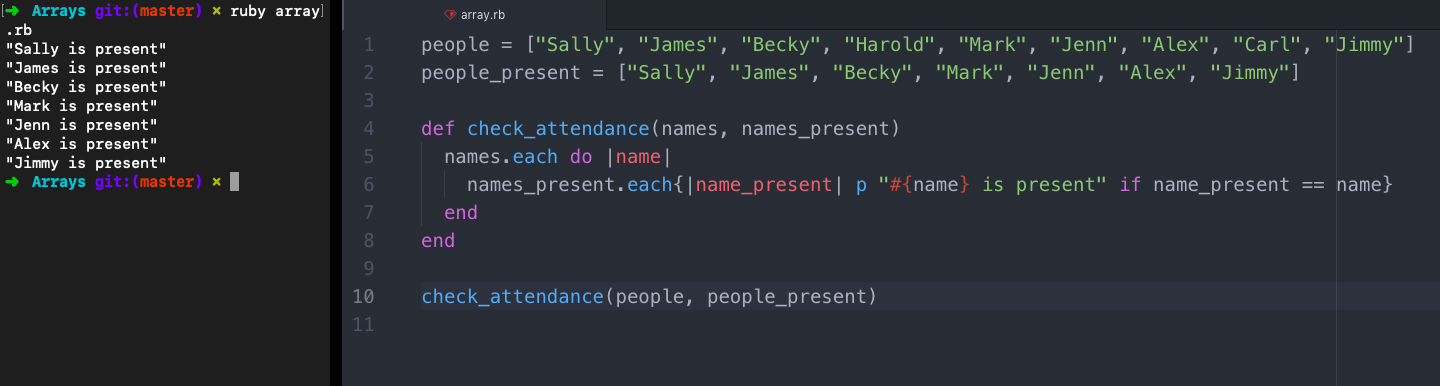 [➜  Arrays git:(master) × ruby array]
.rb
"Sally is present"
"James is present"
"Becky is present"
"Mark is present"
"Jenn is present"
"Alex is present"
"Jimmy is present"
➜  Arrays git:(master) ×
array.rb
1 people = ["Sally", "James", "Becky", "Harold", "Mark", "Jenn", "Alex", "Carl", "Jimmy"]
2 people_present = ["Sally", "James", "Becky", "Mark", "Jenn", "Alex", "Jimmy"]
3
4 def check_attendance(names, names_present)
5   names.each do |name|
6     names_present.each{|name_present| p "#{name} is present" if name_present == name}
7   end
8 end
9
10 check_attendance(people, people_present)
11